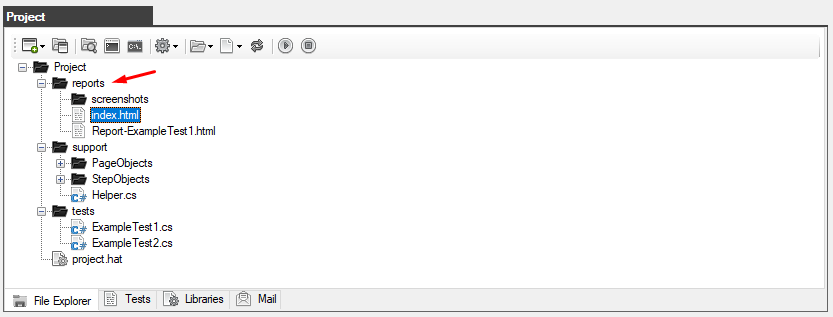 Project
C:\.
Project
reports
screenshots
index.html
Report-ExampleTest1.html
support
PageObjects
StepObjects
C# Helper.cs
tests
C# ExampleTest1.cs
C# ExampleTest2.cs
project.hat
File Explorer Tests Libraries Mail